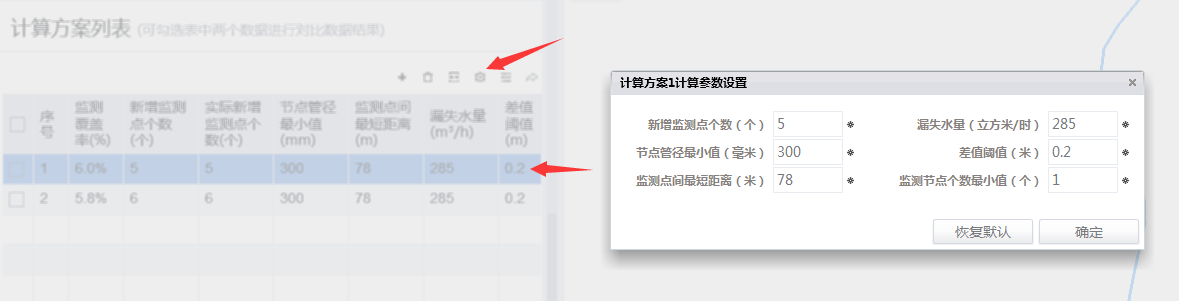 计算方案列表 (可勾选表中两个数据进行对比数据结果)
序号 监测覆盖率(%) 新增监测点个数(个) 实际新增监测点个数(个) 节点管径最小值(mm) 监测点间最短距离(m) 漏失水量(m³/h) 差值阈值(m)
1 6.0% 5 5 300 78 285 0.2
2 5.8% 6 6 300 78 285 0.2
计算方案1计算参数设置
新增监测点个数（个） 5 漏失水量（立方米/时） 285
节点管径最小值（毫米） 300 差值阈值（米） 0.2
监测点间最短距离（米） 78 监测节点个数最小值（个） 1
恢复默认 确定